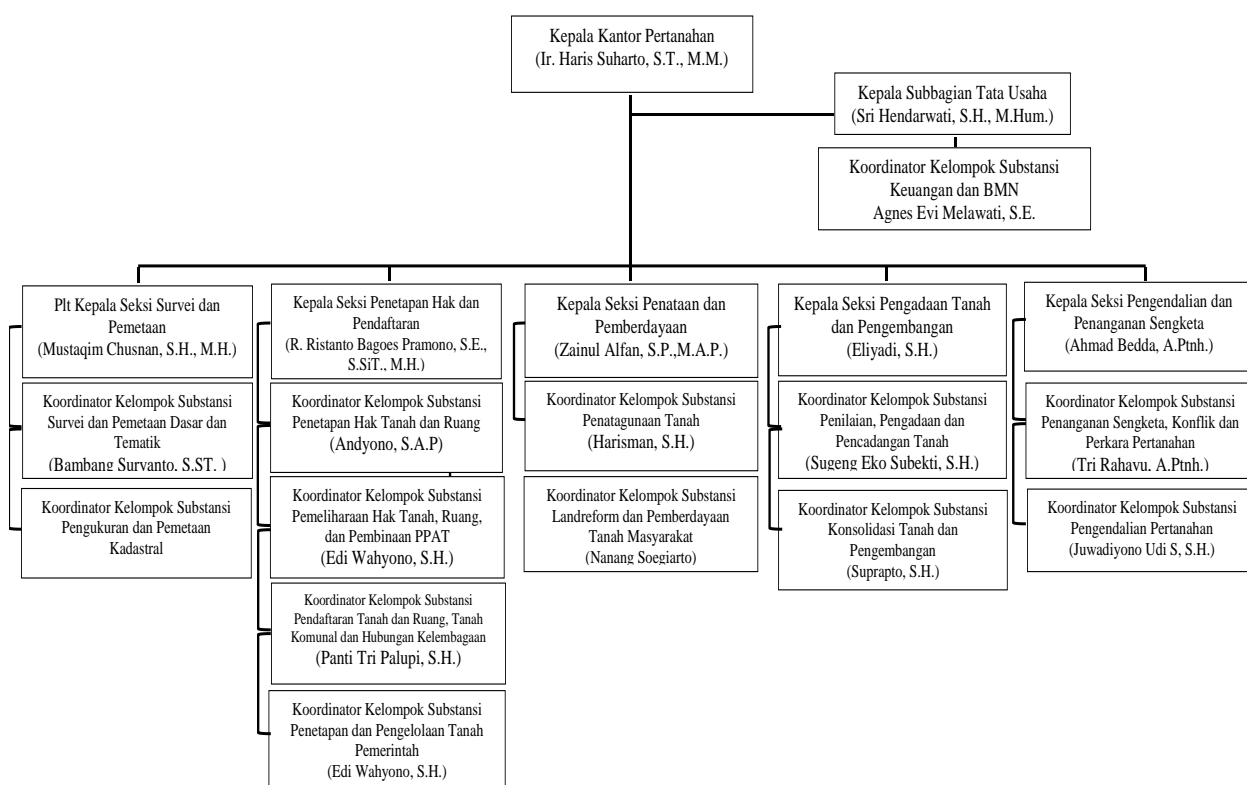 Kepala Kantor Pertanahan
(Ir. Haris Suharto, S.T., M.M.)
Kepala Subbagian Tata Usaha
(Sri Hendarwati, S.H., M.Hum.)
Koordinator Kelompok Substansi
Keuangan dan BMN
Agnes Evi Melawati, S.E.
Plt Kepala Seksi Survei dan
Pemetaan
(Mustaqim Chusnan, S.H., M.H.)
Koordinator Kelompok Substansi
Survei dan Pemetaan Dasar dan
Tematik
(Bambang Suryanto, S.ST. )
Koordinator Kelompok Substansi
Pengukuran dan Pemetaan
Kadastral
Kepala Seksi Penetapan Hak dan
Pendaftaran
(R. Ristanto Bagoes Pramono, S.E.,
S.SiT., M.H.)
Koordinator Kelompok Substansi
Penetapan Hak Tanah dan Ruang
(Andyono, S.A.P)
Koordinator Kelompok Substansi
Pemeliharaan Hak Tanah, Ruang,
dan Pembinaan PPAT
(Edi Wahyono, S.H.)
Koordinator Kelompok Substansi
Pendaftaran Tanah dan Ruang, Tanah
Komunal dan Hubungan Kelembagaan
(Panti Tri Palupi, S.H.)
Koordinator Kelompok Substansi
Penetapan dan Pengelolaan Tanah
Pemerintah
(Edi Wahyono, S.H.)
Kepala Seksi Penataan dan
Pemberdayaan
(Zainul Alfan, S.P.,M.A.P.)
Koordinator Kelompok Substansi
Penatagunaan Tanah
(Harisman, S.H.)
Koordinator Kelompok Substansi
Landreform dan Pemberdayaan
Tanah Masyarakat
(Nanang Soegiarto)
Kepala Seksi Pengadaan Tanah
dan Pengembangan
(Eliyadi, S.H.)
Koordinator Kelompok Substansi
Penilaian, Pengadaan dan
Pencadangan Tanah
(Sugeng Eko Subekti, S.H.)
Koordinator Kelompok Substansi
Konsolidasi Tanah dan
Pengembangan
(Suprapto, S.H.)
Kepala Seksi Pengendalian dan
Penanganan Sengketa
(Ahmad Bedda, A.Ptnh.)
Koordinator Kelompok Substansi
Penanganan Sengketa, Konflik dan
Perkara Pertanahan
(Tri Rahayu, A.Ptnh.)
Koordinator Kelompok Substansi
Pengendalian Pertanahan
(Juwadiyono Udi S, S.H.)